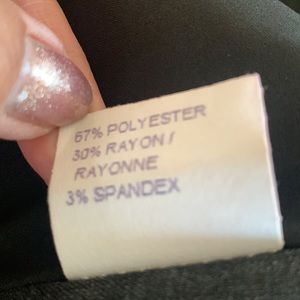 67% POLYESTER
30% RAYON /
RAYONNE
3% SPANDEX